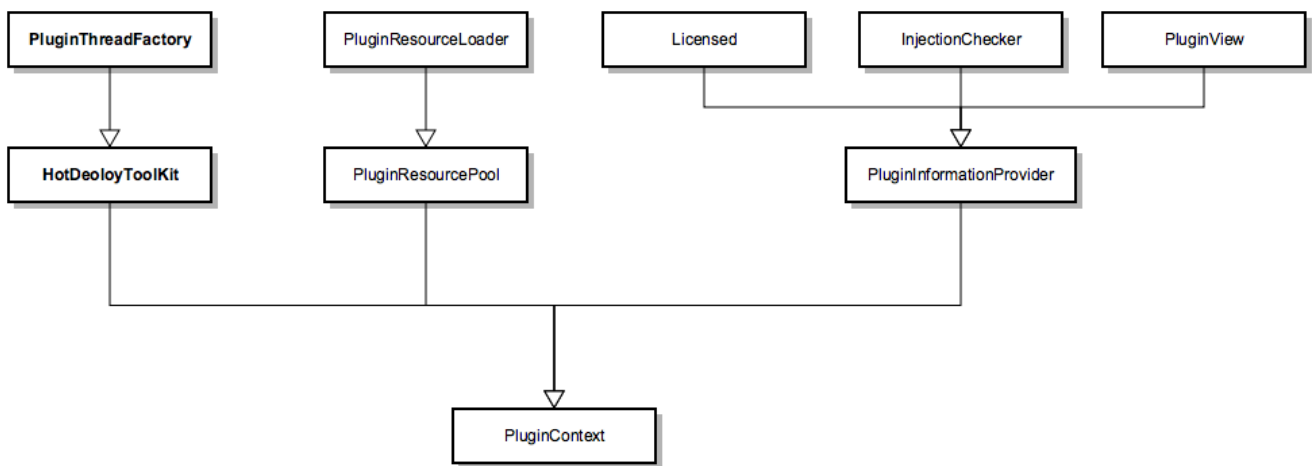 PluginThreadFactory
PluginResourceLoader
Licensed
InjectionChecker
PluginView
HotDeoloyToolKit
PluginResourcePool
PluginInformationProvider
PluginContext